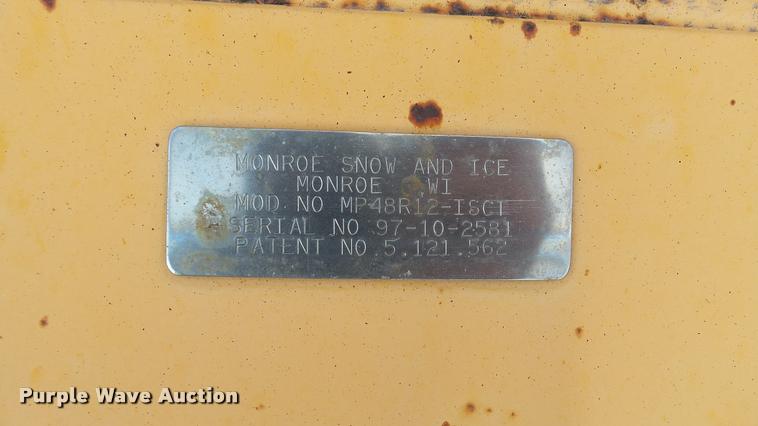 MONROE SNOW AND ICE
MONROE WI
MOD NO MP48R12-ISCT
SERIAL NO 97-10-2581
PATENT NO 5.121.562
Purple Wave Auction